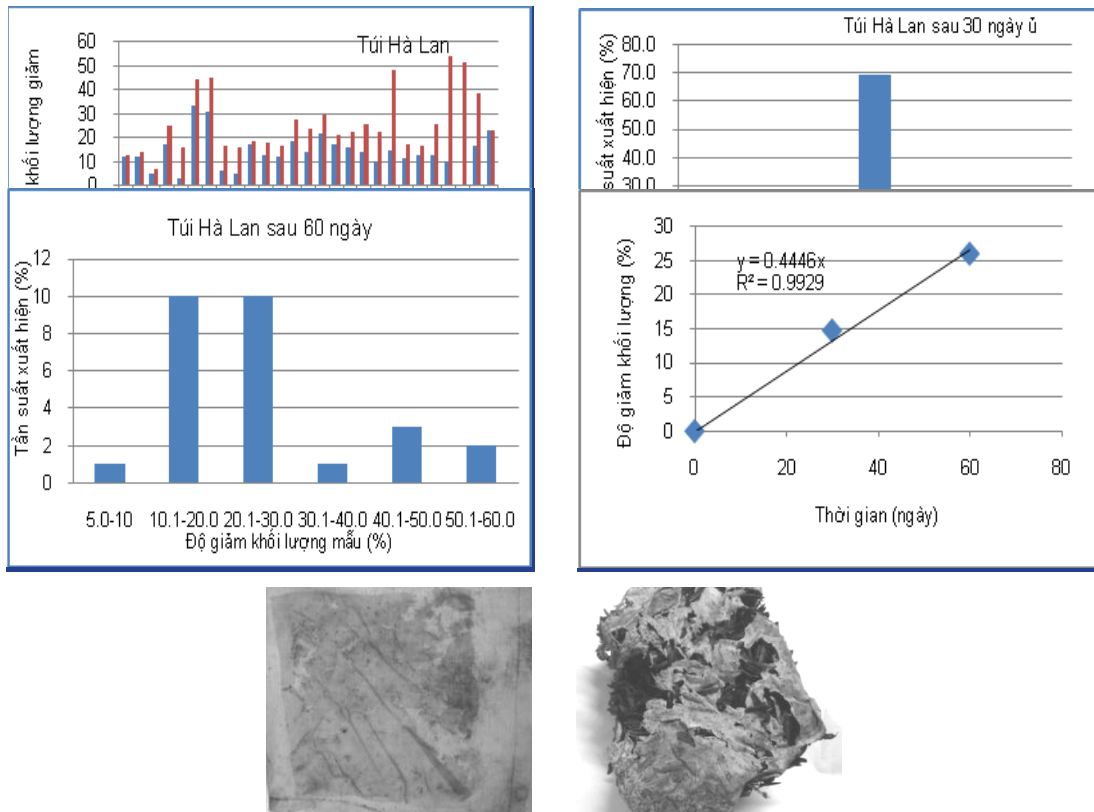 Túi Hà Lan
khối lượng giảm
60
50
40
30
20
10
0
Túi Hà Lan sau 30 ngày ủ
suất xuất hiện (%)
80.0
70.0
60.0
50.0
40.0
30.0
Túi Hà Lan sau 60 ngày
Tần suất xuất hiện (%)
12
10
8
6
4
2
0
5.0-10 10.1-20.0 20.1-30.0 30.1-40.0 40.1-50.0 50.1-60.0
Độ giảm khối lượng mẫu (%)
Độ giảm khối lượng (%)
30
25
20
15
10
5
0
y = 0.4446x
R² = 0.9929
0 20 40 60 80
Thời gian (ngày)